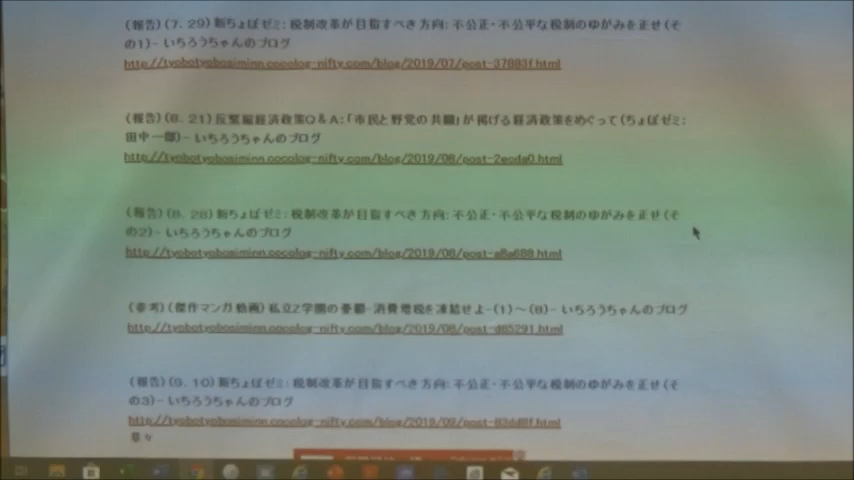 (報告)(7.29)新ちょぼゼミ:税制改革が目指すべき方向:不公正・不公平な税制のゆがみを正せ(そ
の1)- いちろうちゃんのブログ
http://tyobotyobosiminn.cocolog-nifty.com/blog/2019/07/post-37893f.html
(報告)(8.21)反緊縮経済政策Q&A:「市民と野党の共闘」が掲げる経済政策をめぐって(ちょぼゼミ:
田中一郎)- いちろうちゃんのブログ
http://tyobotyobosiminn.cocolog-nifty.com/blog/2019/08/post-2ecda0.html
(報告)(8.28)新ちょぼゼミ:税制改革が目指すべき方向:不公正・不公平な税制のゆがみを正せ(そ
の2)- いちろうちゃんのブログ
http://tyobotyobosiminn.cocolog-nifty.com/blog/2019/08/post-a8a688.html
(参考)(傑作マンガ動画)私立Z学園の憂鬱-消費増税を凍結せよ-(1)~(8)- いちろうちゃんのブログ
http://tyobotyobosiminn.cocolog-nifty.com/blog/2019/08/post-d85291.html
(報告)(9.10)新ちょぼゼミ:税制改革が目指すべき方向:不公正・不公平な税制のゆがみを正せ(そ
の3)- いちろうちゃんのブログ
http://tyobotyobosiminn.cocolog-nifty.com/blog/2019/09/post-83dd8f.html
草々